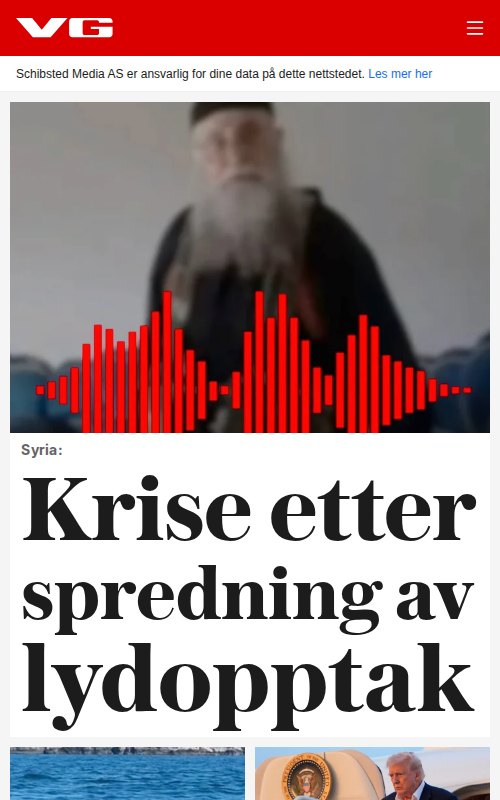 VG
Schibsted Media AS er ansvarlig for dine data på dette nettstedet. Les mer her
Syria:
Krise etter
spredning av
lydopptak